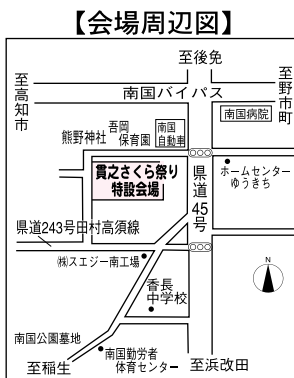 【会場周辺図】
至後免
至高知市
至野市町
南国バイパス
南国病院
熊野神社
吾岡
保育園
南国
自動車
貫之さくら祭り
特設会場
県道45号
ホームセンター
ゆうきち
県道243号田村高須線
㈱スエジー南工場
N
香長
中学校
南国公園墓地
南国勤労者
体育センター
至稲生
至浜改田